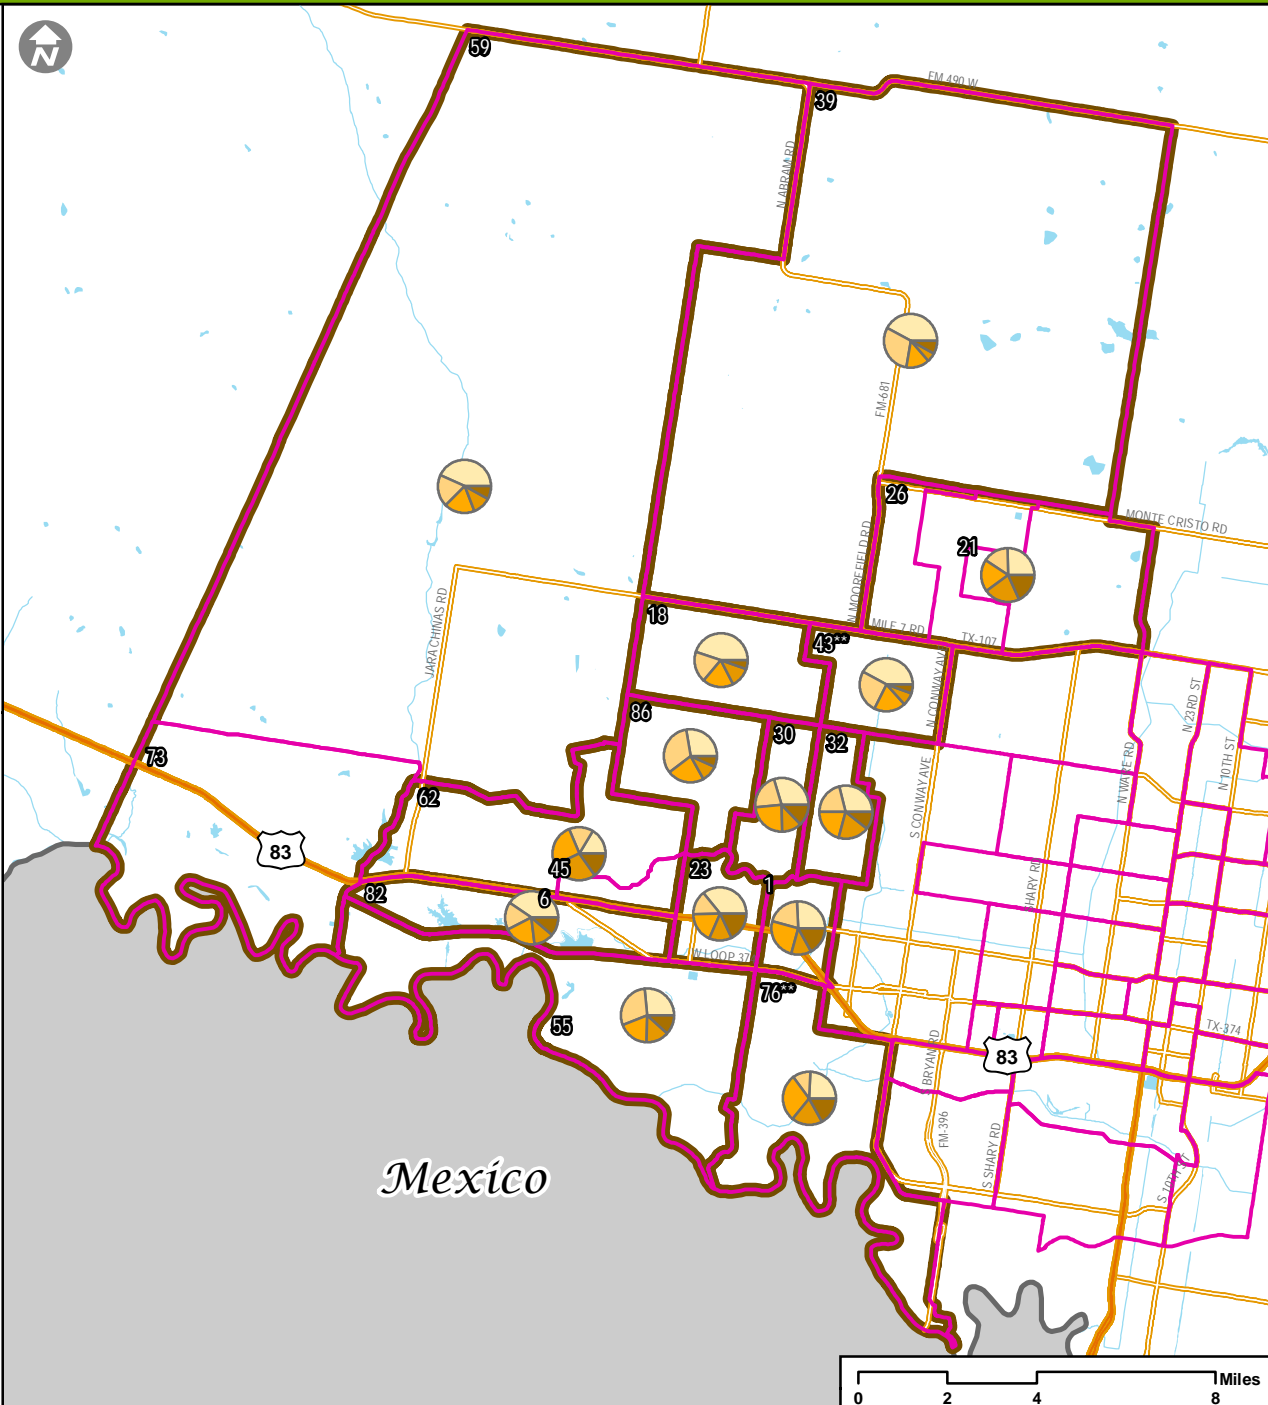 N
59
39
FM 490 W
N ABRAM RD
FM-681
26
MONTE CRISTO RD
21
N MOOREFIELD RD
18
MILE 7 RD
TX-107
43**
JARA CHINAS RD
N CONWAY AV
N 23RD ST
86
30
32
73
N WARE RD
N 10TH ST
62
S CONWAY AVE
83
45
23
1
SHARY RD
82
6
W LOOP 37
76**
55
TX-374
83
BRYAN RD
FM-396
S SHARY RD
S 10TH ST
Mexico
Miles
0 2 4 8